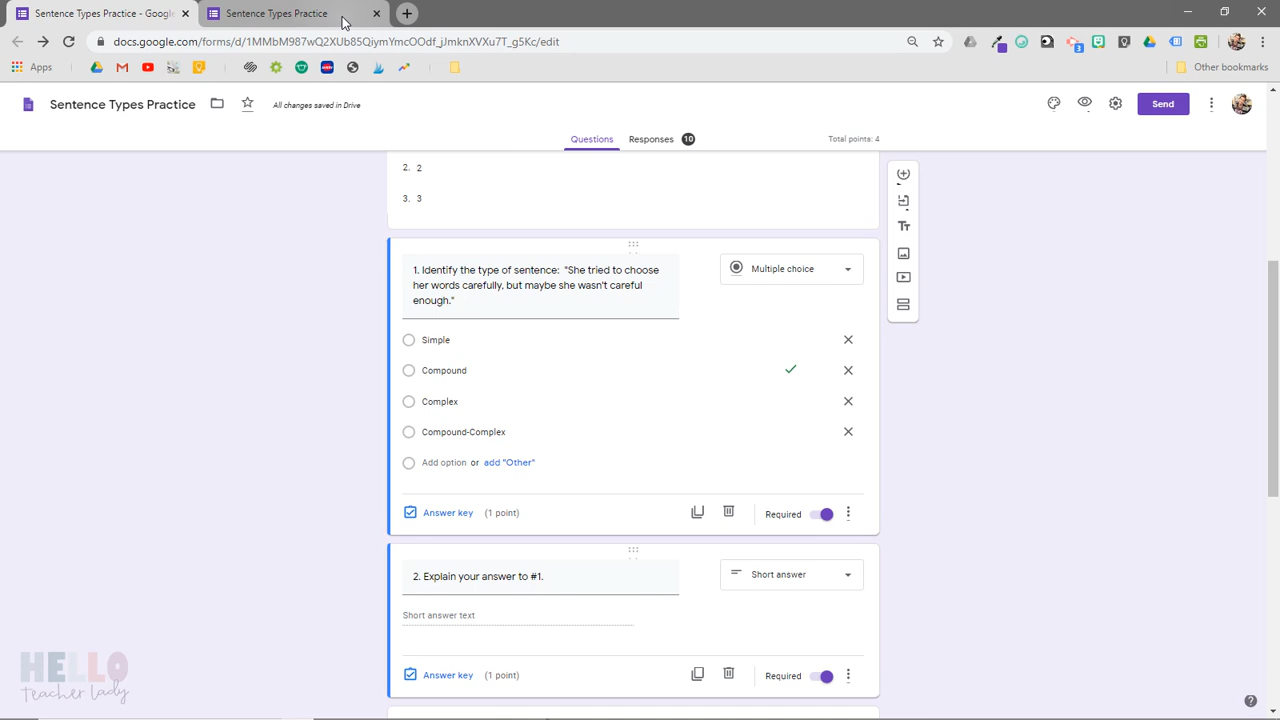 Sentence Types Practice - Google
Sentence Types Practice
docs.google.com/forms/d/1MMbM987wQ2XUb85QiymYmcOOdf_jJmknXVXu7T_g5Kc/edit
Apps
Other bookmarks
Sentence Types Practice
All changes saved in Drive
Send
Questions
Responses 10
Total points: 4
2. 2
3. 3
1. Identify the type of sentence: "She tried to choose
her words carefully, but maybe she wasn't careful
enough."
Multiple choice
Simple
Compound
Complex
Compound-Complex
Add option or add "Other"
Answer key (1 point)
Required
2. Explain your answer to #1.
Short answer
Short answer text
Answer key (1 point)
Required
HELLO
teacher lady